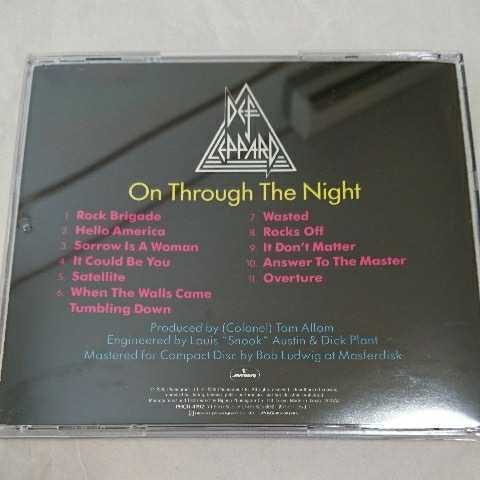 DEF
LEPPARD
On Through The Night
1. Rock Brigade
2. Hello America
3. Sorrow Is A Woman
4. It Could Be You
5. Satellite
6. When The Walls Came
Tumbling Down
7. Wasted
8. Rocks Off
9. It Don't Matter
10. Answer To The Master
11. Overture
Produced by (Colonel) Tom Allom
Engineered by Louis "Snook" Austin & Dick Plant
Mastered for Compact Disc by Bob Ludwig at Masterdisk